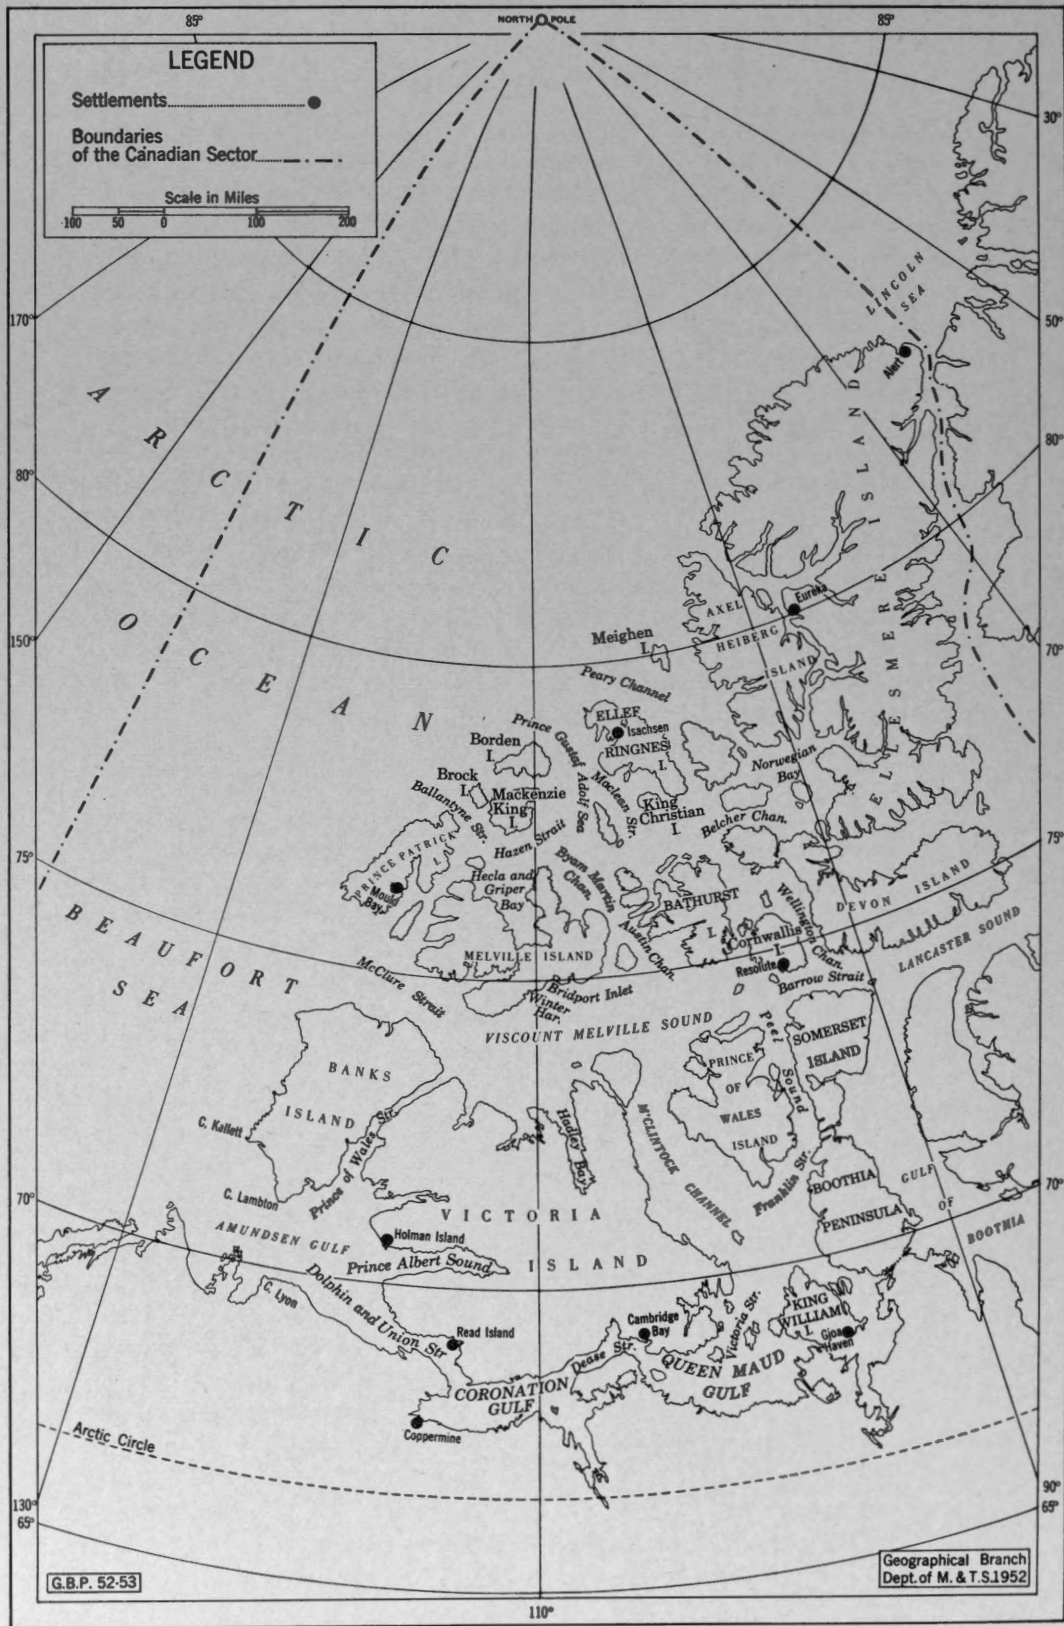 85°
NORTH POLE
85°
LEGEND
Settlements
Boundaries
of the Canadian Sector
Scale in Miles
100 50 0 100 200
30°
LINCOLN
SEA
170°
50°
Alert
ARCTIC
OCEAN
80°
80°
ELLESMERE ISLAND
Eureka
AXEL
HEIBERG
ISLAND
150°
Meighen
I.
70°
Peary Channel
ELLEF
Isachsen
RINGNES
I.
Prince Gustaf Adolf Sea
Borden
I.
Norwegian
Bay
Brock
I.
Mackenzie
King
I.
Maclean Str.
King
Christian
I.
Ballantyne Str.
Belcher Chan.
Hazen Strait
75°
75°
PRINCE PATRICK
I.
Mould
Bay
Hecla and
Griper
Bay
Byam Martin
Chan.
BATHURST
I.
Wellington Chan.
DEVON ISLAND
BEAUFORT
SEA
Austin Chan.
Cornwallis
I.
Resolute
LANCASTER SOUND
MELVILLE ISLAND
McClure Strait
Bridport Inlet
Winter
Har.
Barrow Strait
VISCOUNT MELVILLE SOUND
Peel Sound
SOMERSET
ISLAND
PRINCE
OF
WALES
ISLAND
BANKS
ISLAND
C. Kallett
Prince of Wales Str.
Hadley Bay
M'CLINTOCK CHANNEL
Franklin Str.
BOOTHIA
PENINSULA
GULF
OF
BOOTHIA
70°
70°
C. Lambton
VICTORIA
ISLAND
AMUNDSEN GULF
Holman Island
Prince Albert Sound
C. Lyon
Dolphin and Union Str
Read Island
Cambridge
Bay
Victoria Str.
KING
WILLIAM
I.
Gjoa
Haven
Dease Str.
QUEEN MAUD
GULF
CORONATION
GULF
Coppermine
Arctic Circle
130°
65°
90°
65°
G.B.P. 52-53
Geographical Branch
Dept. of M. & T.S. 1952
110°